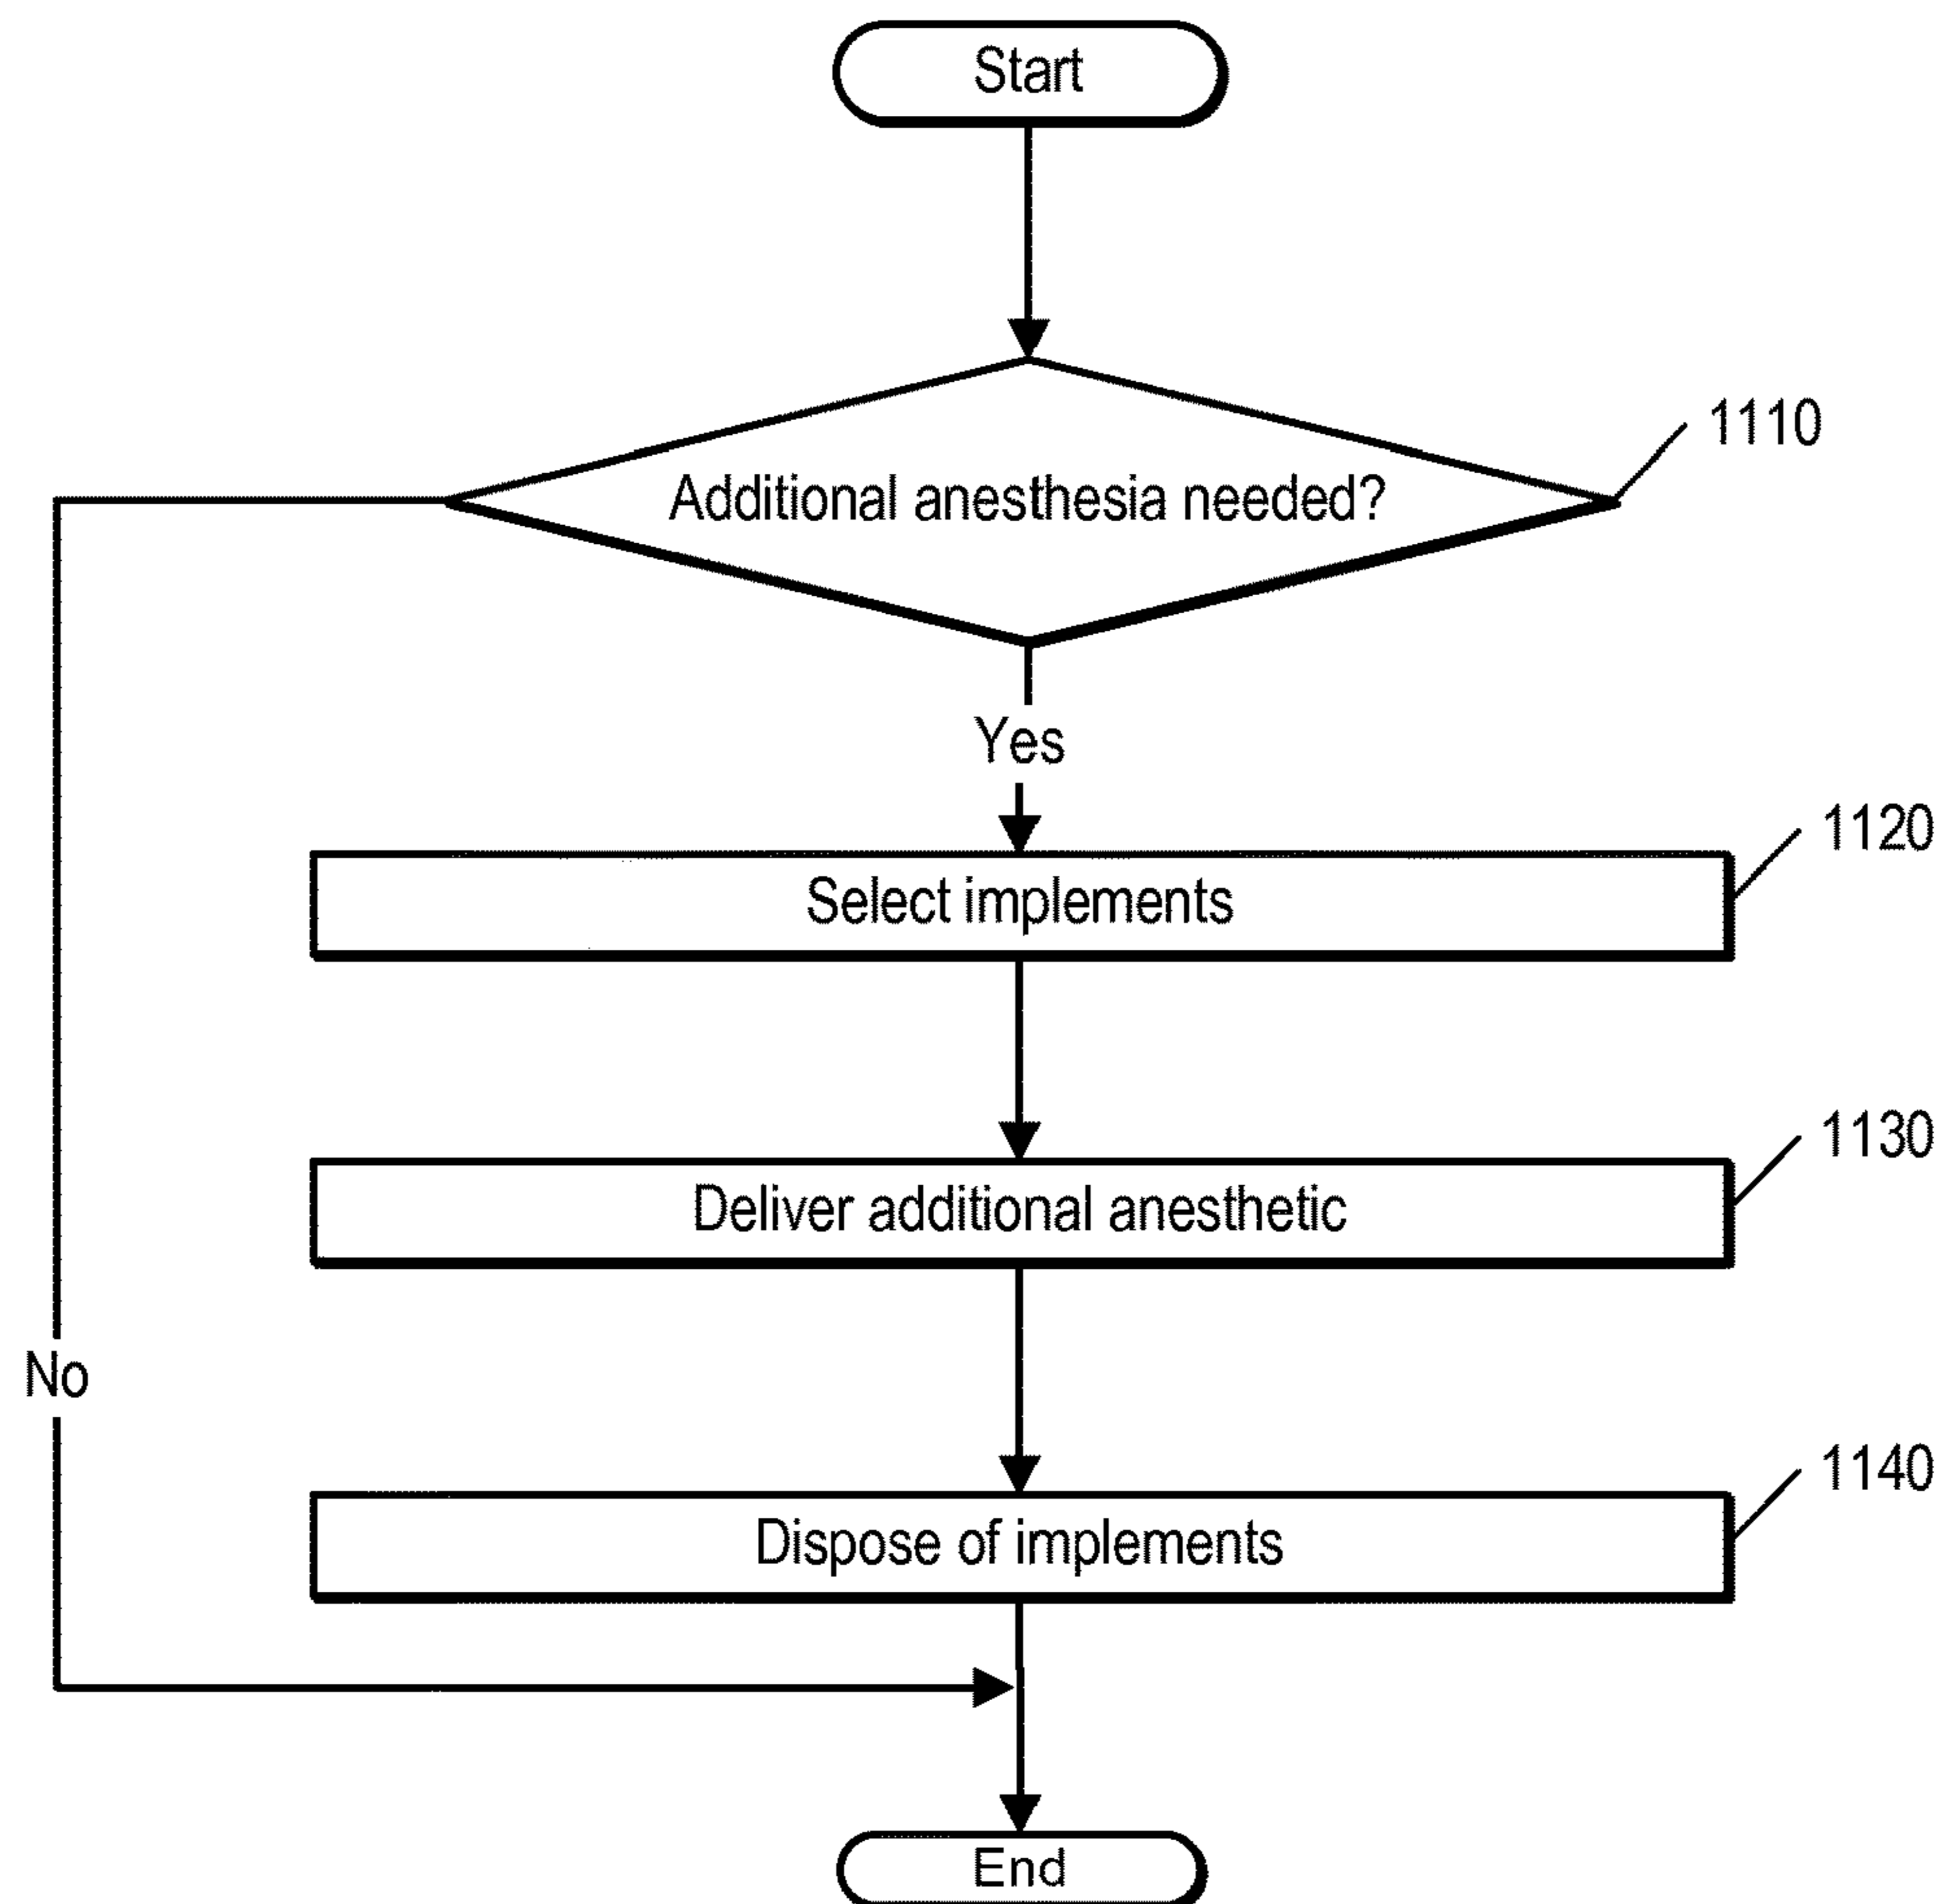 Start
1110
Additional anesthesia needed?
Yes
1120
Select implements
1130
Deliver additional anesthetic
No
1140
Dispose of implements
End